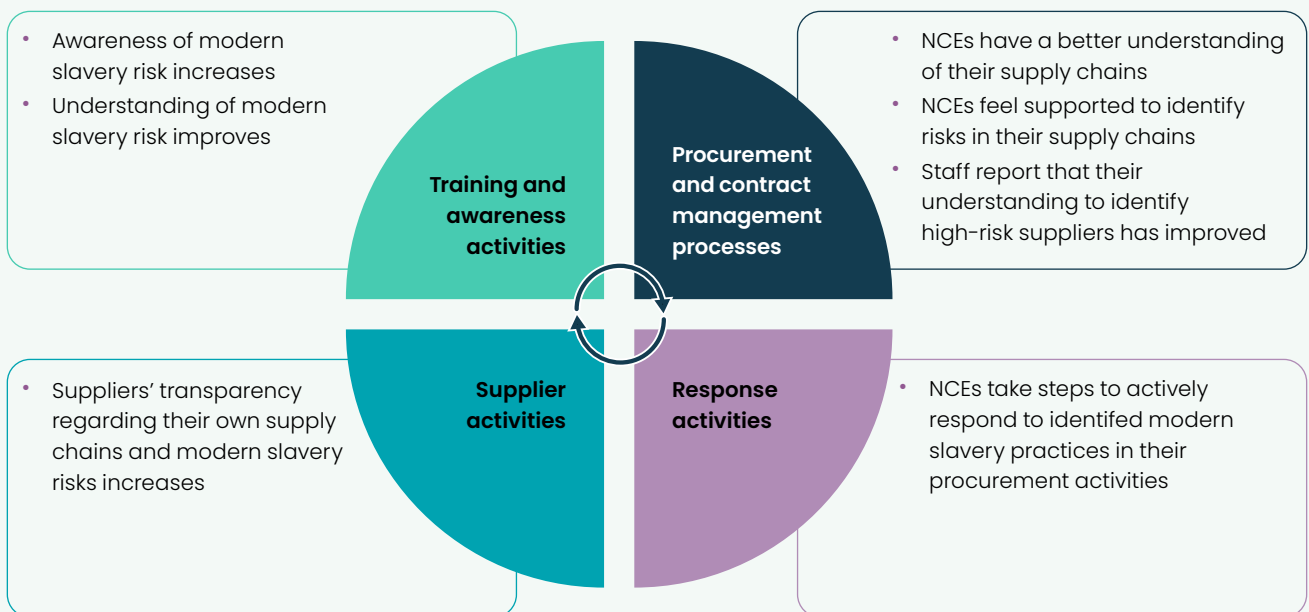 • Awareness of modern
slavery risk increases
• Understanding of modern
slavery risk improves
Training and
awareness
activities
Procurement
and contract
management
processes
• NCEs have a better understanding
of their supply chains
• NCEs feel supported to identify
risks in their supply chains
• Staff report that their
understanding to identify
high-risk suppliers has improved
• Suppliers’ transparency
regarding their own supply
chains and modern slavery
risks increases
Supplier
activities
Response
activities
• NCEs take steps to actively
respond to identifed modern
slavery practices in their
procurement activities